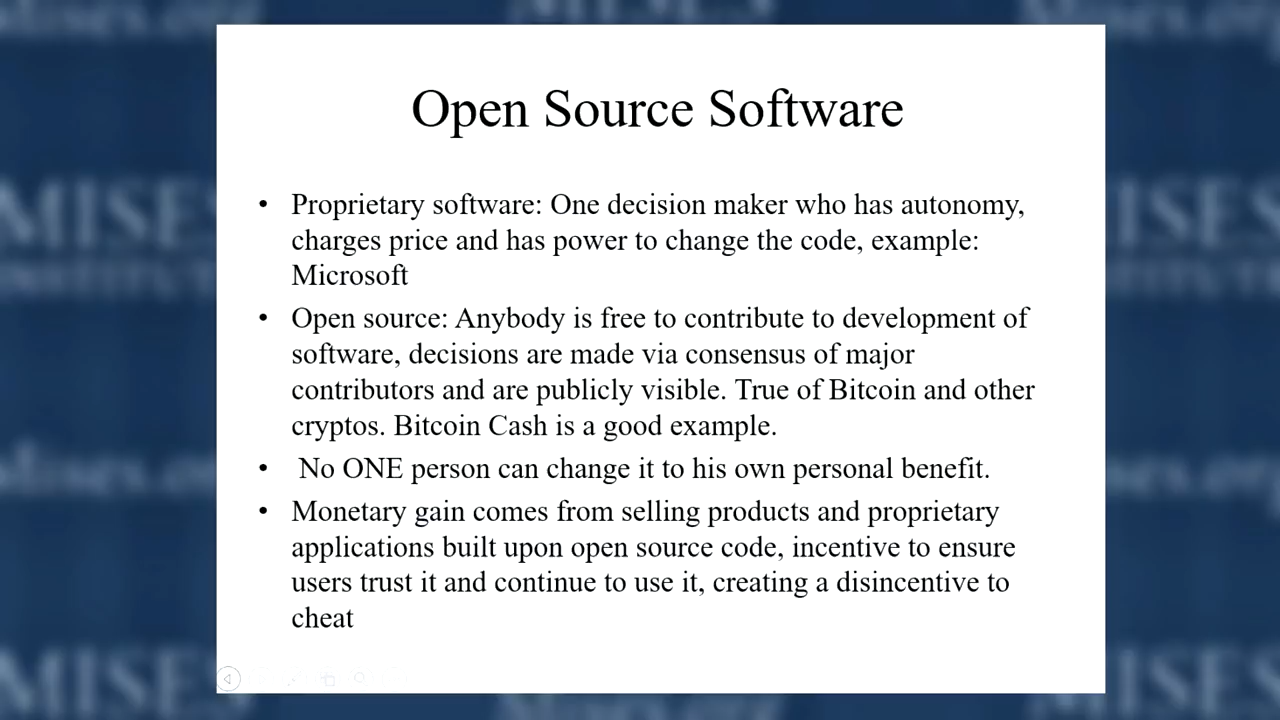 Open Source Software
• Proprietary software: One decision maker who has autonomy,
charges price and has power to change the code, example:
Microsoft
• Open source: Anybody is free to contribute to development of
software, decisions are made via consensus of major
contributors and are publicly visible. True of Bitcoin and other
cryptos. Bitcoin Cash is a good example.
• No ONE person can change it to his own personal benefit.
• Monetary gain comes from selling products and proprietary
applications built upon open source code, incentive to ensure
users trust it and continue to use it, creating a disincentive to
cheat